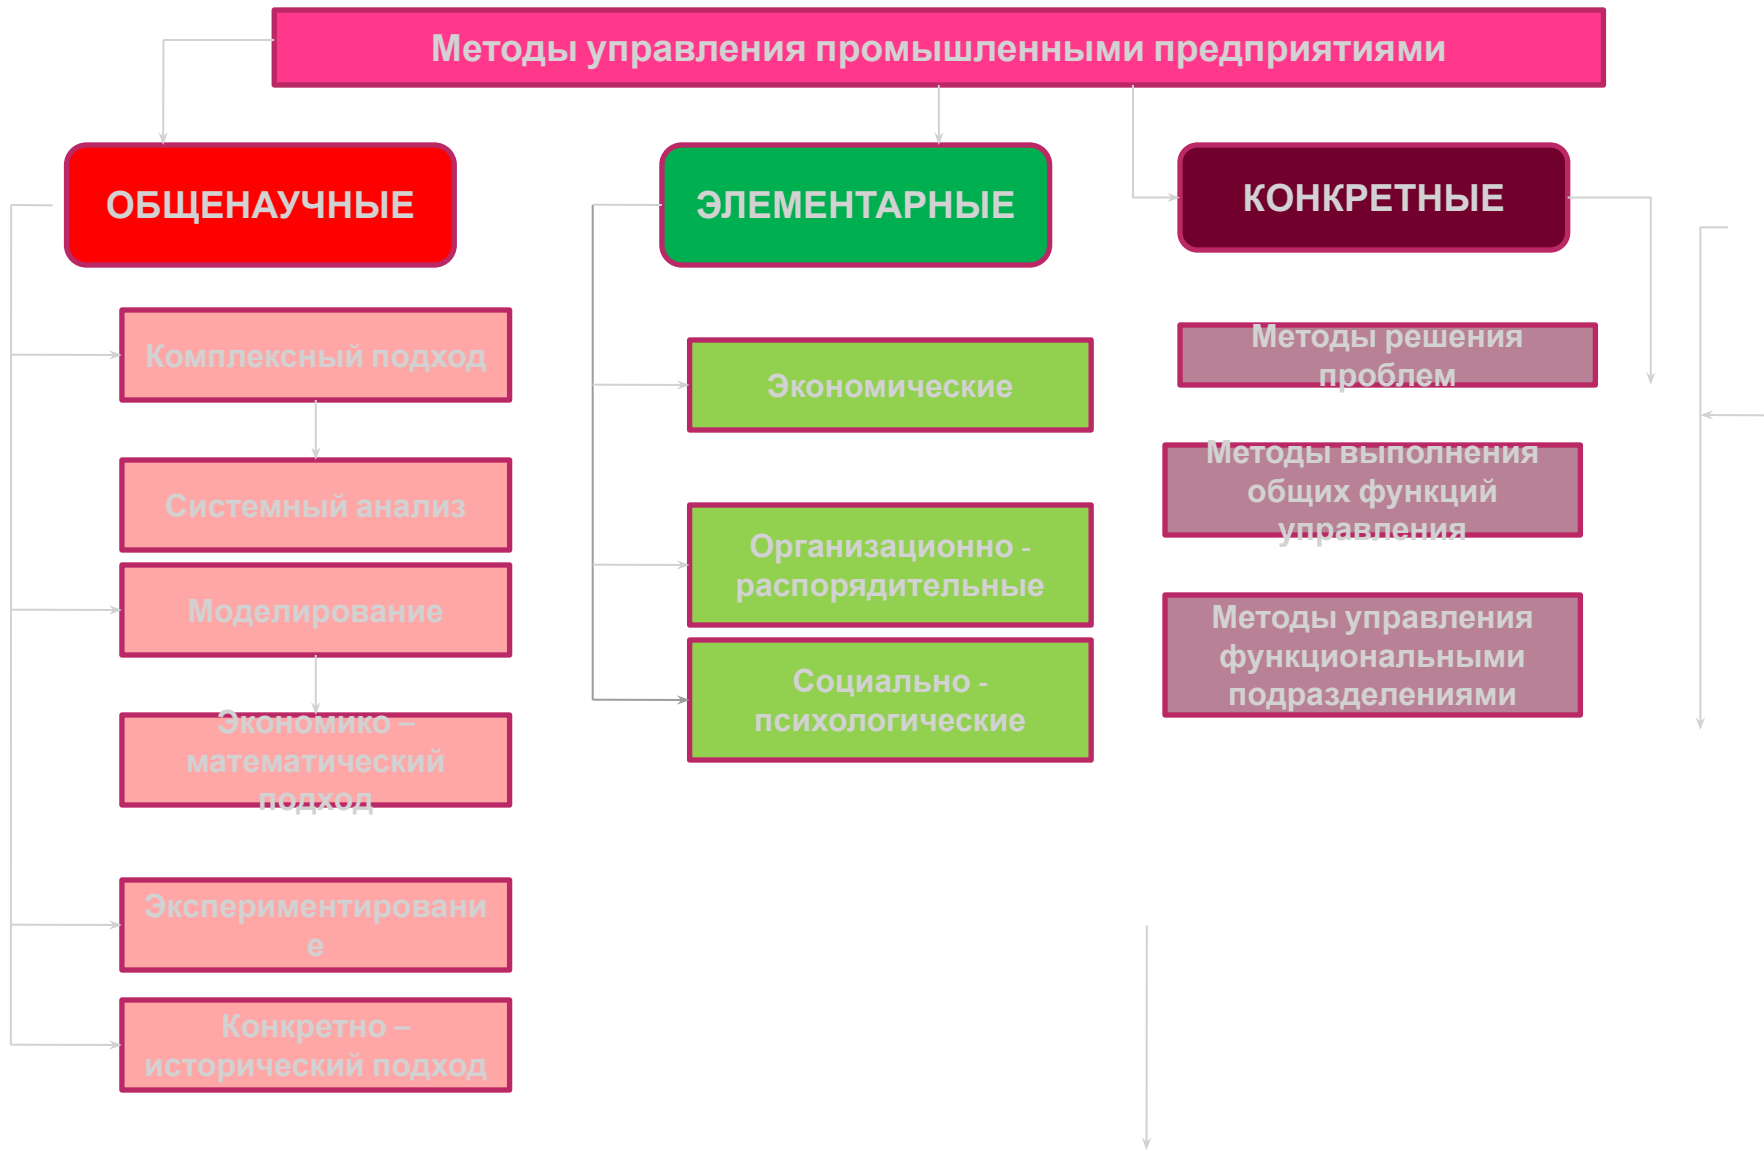 Методы управления промышленными предприятиями
ОБЩЕНАУЧНЫЕ
Комплексный подход
Системный анализ
Моделирование
Экономико –
математический
подход
Экспериментировани
е
Конкретно –
исторический подход
ЭЛЕМЕНТАРНЫЕ
Экономические
Организационно -
распорядительные
Социально -
психологические
КОНКРЕТНЫЕ
Методы решения
проблем
Методы выполнения
общих функций
управления
Методы управления
функциональными
подразделениями